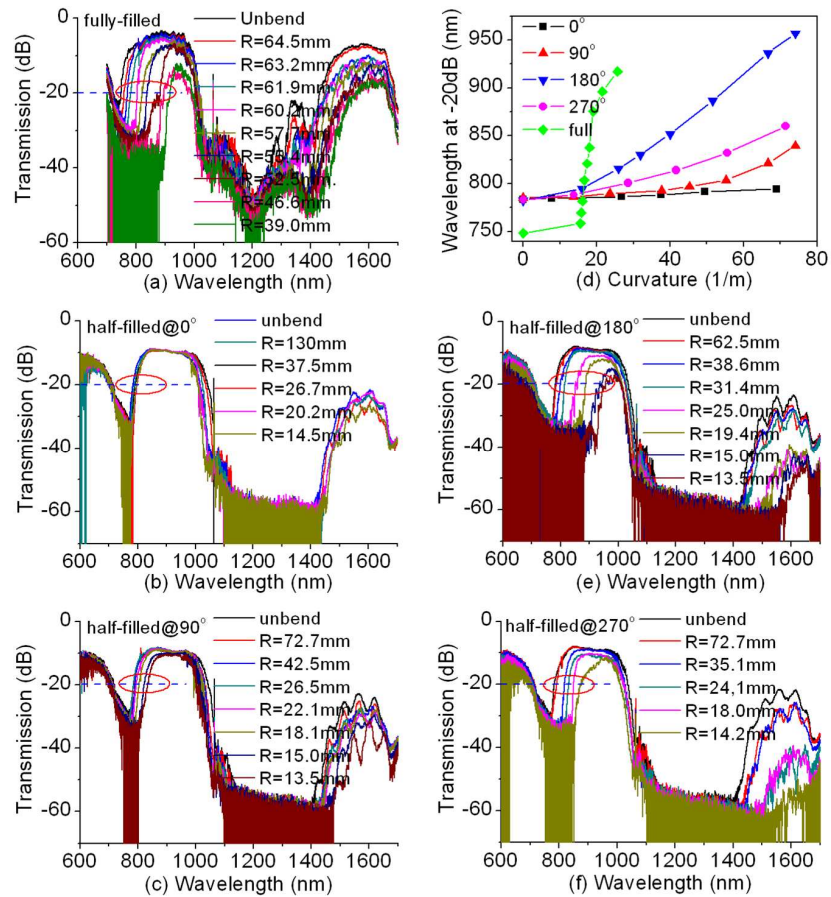 fully-filled
Unbend
R=64.5mm
R=63.2mm
R=61.9mm
R=60.2mm
R=46.6mm
R=39.0mm
Transmission (dB)
0
-20
-40
-60
600 800 1000 1200 1400 1600
(a) Wavelength (nm)
0°
90°
180°
270°
full
Wavelength at -20dB (nm)
950
900
850
800
750
0 20 40 60 80
(d) Curvature (1/m)
half-filled@0°
unbend
R=130mm
R=37.5mm
R=26.7mm
R=20.2mm
R=14.5mm
Transmission (dB)
0
-20
-40
-60
600 800 1000 1200 1400 1600
(b) Wavelength (nm)
half-filled@180°
unbend
R=62.5mm
R=38.6mm
R=31.4mm
R=25.0mm
R=19.4mm
R=15.0mm
R=13.5mm
Transmission (dB)
0
-20
-40
-60
600 800 1000 1200 1400 1600
(e) Wavelength (nm)
half-filled@90°
unbend
R=72.7mm
R=42.5mm
R=26.5mm
R=22.1mm
R=18.1mm
R=15.0mm
R=13.5mm
Transmission (dB)
0
-20
-40
-60
600 800 1000 1200 1400 1600
(c) Wavelength (nm)
half-filled@270°
unbend
R=72.7mm
R=35.1mm
R=24,1mm
R=18.0mm
R=14.2mm
Transmission (dB)
0
-20
-40
-60
600 800 1000 1200 1400 1600
(f) Wavelength (nm)